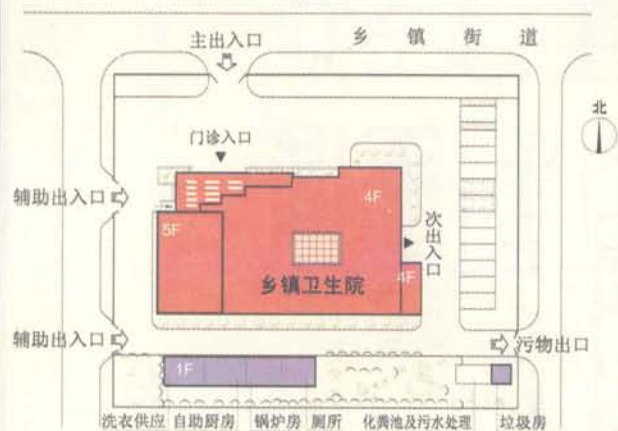 主出入口 乡镇街道
北
门诊入口
辅助出入口
4F
5F
次出入口
4F
乡镇卫生院
辅助出入口
污物出口
1F
洗衣供应 自助厨房 锅炉房 厕所 化粪池及污水处理 垃圾房